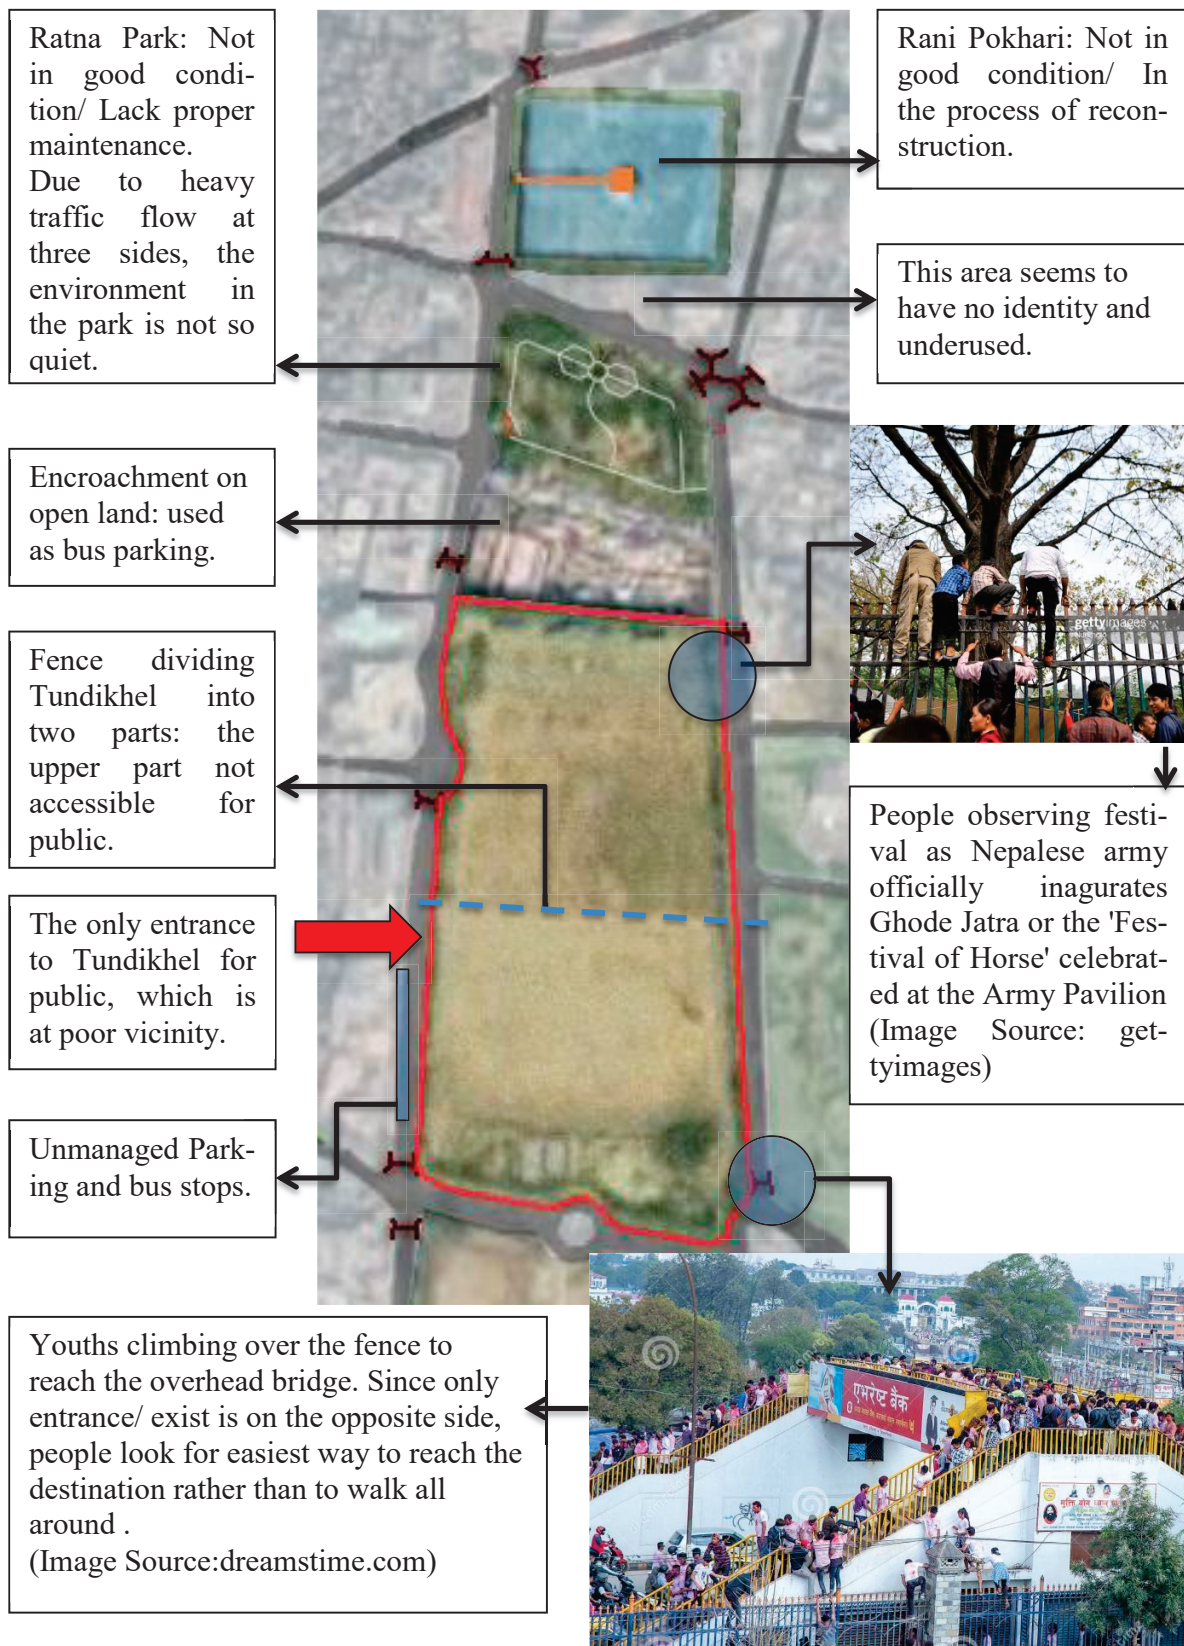 Ratna Park: Not
in good condi-
tion/ Lack proper
maintenance.
Due to heavy
traffic flow at
three sides, the
environment in
the park is not so
quiet.
Rani Pokhari: Not in
good condition/ In
the process of recon-
struction.
This area seems to
have no identity and
underused.
Encroachment on
open land: used
as bus parking.
gettyimages
Fence dividing
Tundikhel into
two parts: the
upper part not
accessible for
public.
People observing festi-
val as Nepalese army
officially inagurates
Ghode Jatra or the 'Fes-
tival of Horse' celebrat-
ed at the Army Pavilion
(Image Source: get-
tyimages)
The only entrance
to Tundikhel for
public, which is
at poor vicinity.
Unmanaged Park-
ing and bus stops.
Youths climbing over the fence to
reach the overhead bridge. Since only
entrance/ exist is on the opposite side,
people look for easiest way to reach the
destination rather than to walk all
around .
(Image Source:dreamstime.com)
एभरेष्ट बैंक